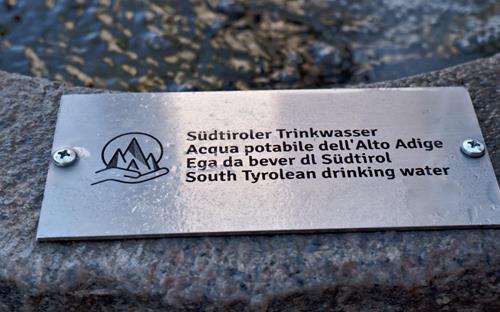 Südtiroler Trinkwasser
Acqua potabile dell'Alto Adige
Ega da bever dl Südtirol
South Tyrolean drinking water